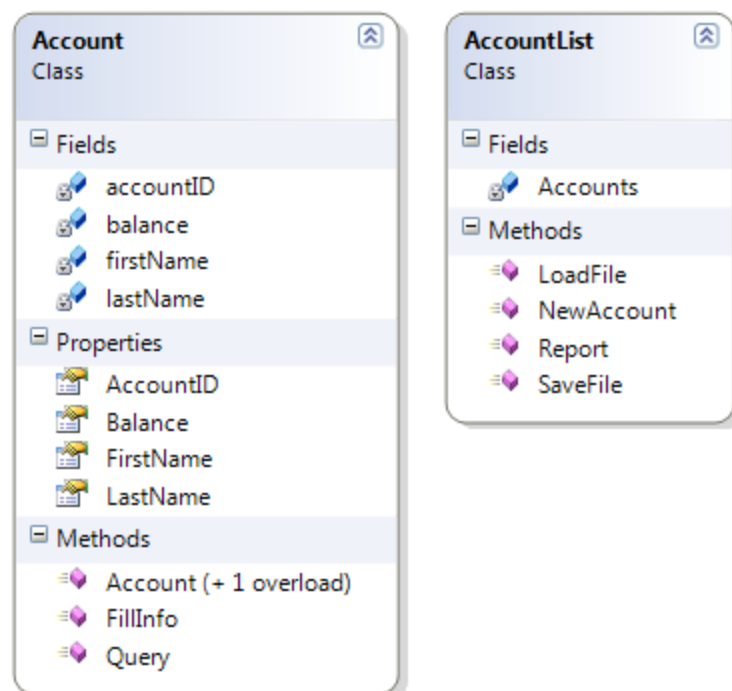 Account
Class
Fields
accountID
balance
firstName
lastName
Properties
AccountID
Balance
FirstName
LastName
Methods
Account (+ 1 overload)
FillInfo
Query
AccountList
Class
Fields
Accounts
Methods
LoadFile
NewAccount
Report
SaveFile